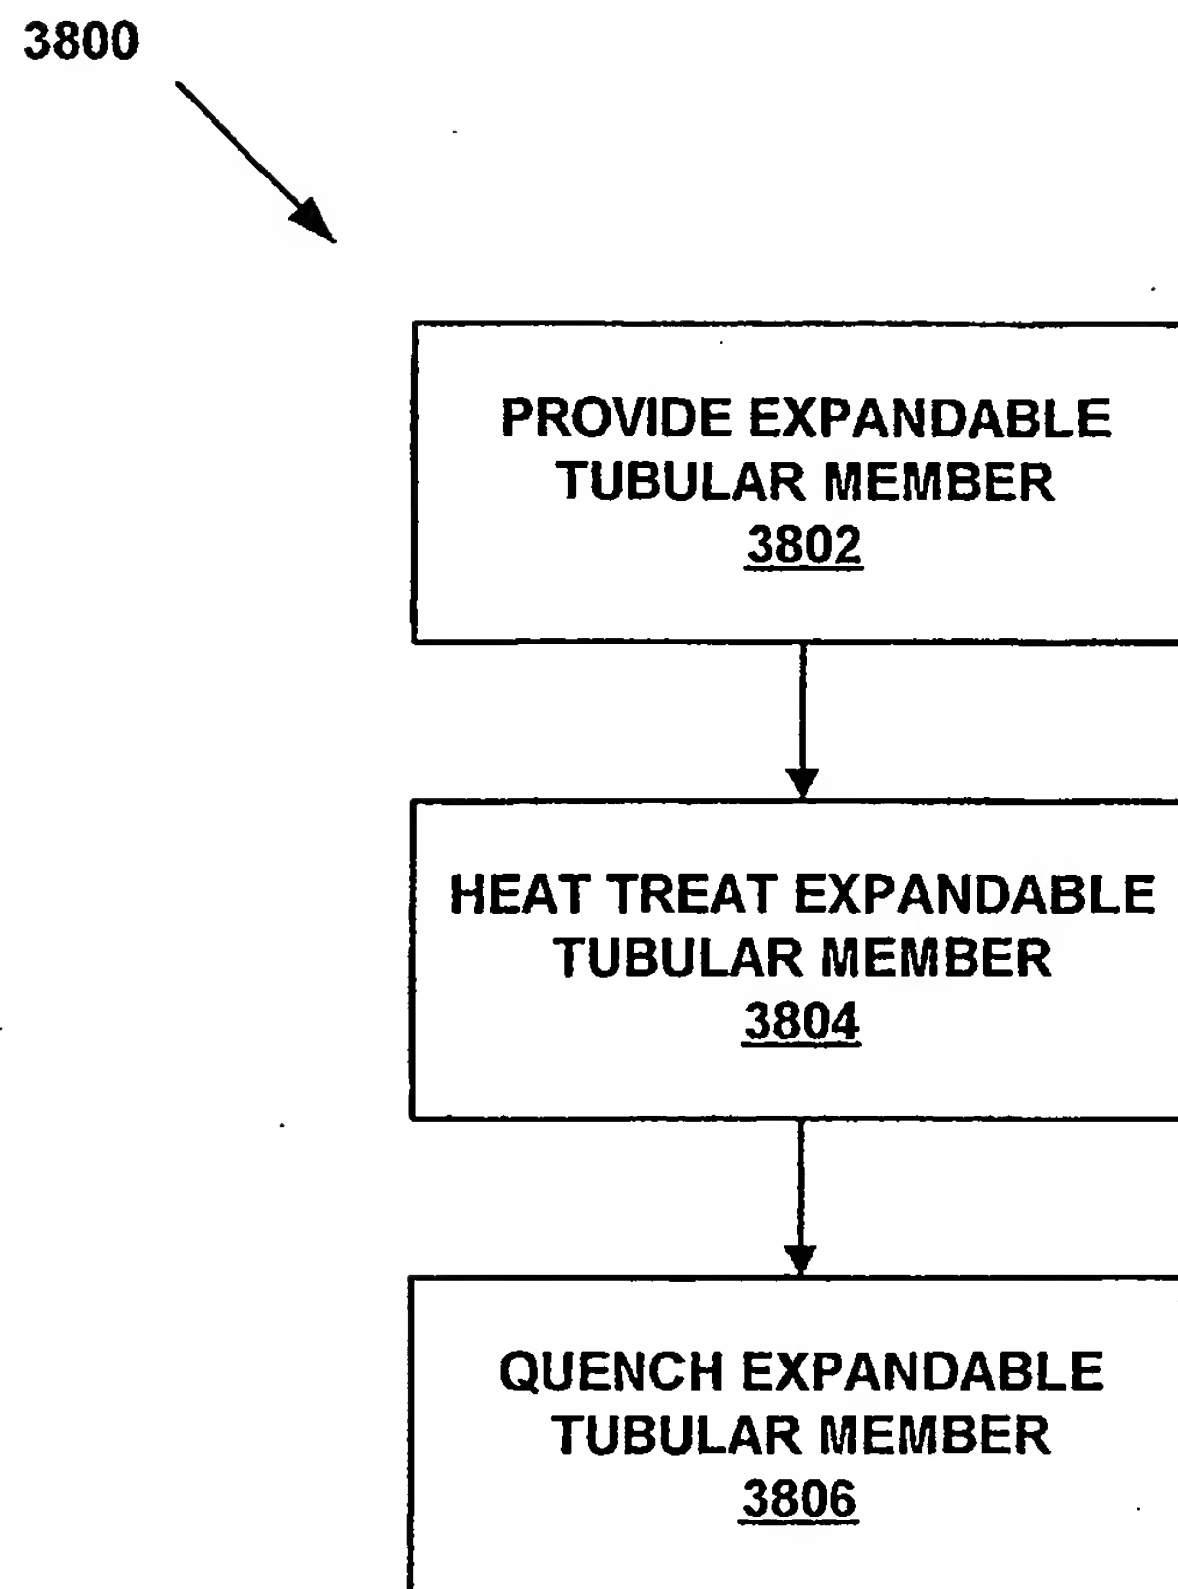 3800
PROVIDE EXPANDABLE
TUBULAR MEMBER
3802
HEAT TREAT EXPANDABLE
TUBULAR MEMBER
3804
QUENCH EXPANDABLE
TUBULAR MEMBER
3806